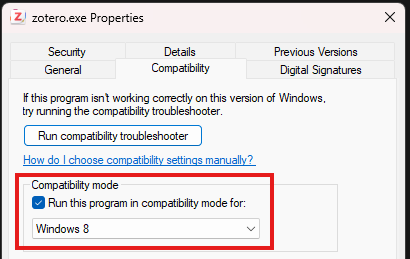 zotero.exe Properties
Security Details Previous Versions
General Compatibility Digital Signatures
If this program isn't working correctly on this version of Windows,
try running the compatibility troubleshooter.
Run compatibility troubleshooter
How do I choose compatibility settings manually?
Compatibility mode
Run this program in compatibility mode for:
Windows 8